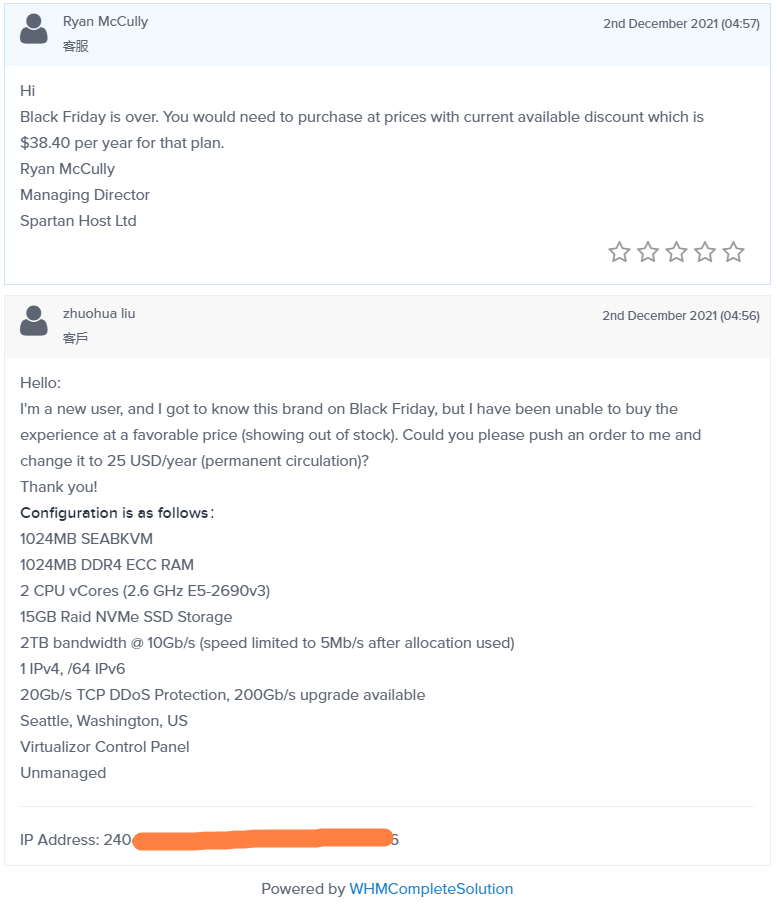 Ryan McCully
2nd December 2021 (04:57)
客服
Hi
Black Friday is over. You would need to purchase at prices with current available discount which is
$38.40 per year for that plan.
Ryan McCully
Managing Director
Spartan Host Ltd
zhuohua liu
2nd December 2021 (04:56)
客戶
Hello:
I'm a new user, and I got to know this brand on Black Friday, but I have been unable to buy the
experience at a favorable price (showing out of stock). Could you please push an order to me and
change it to 25 USD/year (permanent circulation)?
Thank you!
Configuration is as follows：
1024MB SEABKVM
1024MB DDR4 ECC RAM
2 CPU vCores (2.6 GHz E5-2690v3)
15GB Raid NVMe SSD Storage
2TB bandwidth @ 10Gb/s (speed limited to 5Mb/s after allocation used)
1 IPv4, /64 IPv6
20Gb/s TCP DDoS Protection, 200Gb/s upgrade available
Seattle, Washington, US
Virtualizor Control Panel
Unmanaged
IP Address: 240 6
Powered by WHMCompleteSolution